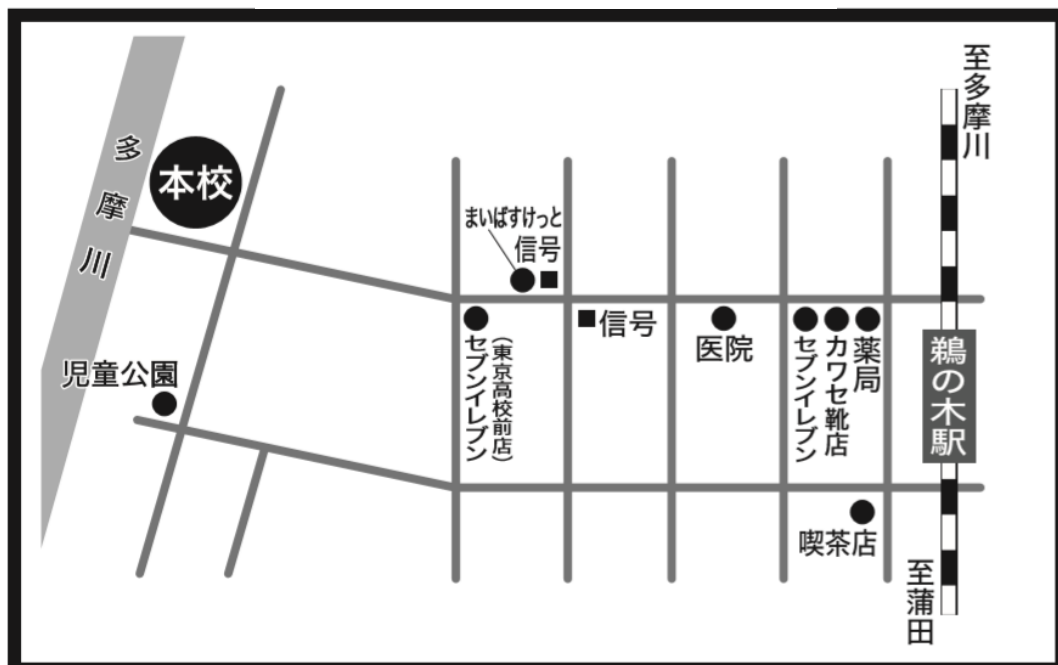 至多摩川
多摩川
本校
まいばすけっと
信号
信号
医院
セブンイレブン
カワセ靴店
薬局
鵜の木駅
セブンイレブン
（東京高校前店）
児童公園
喫茶店
至蒲田